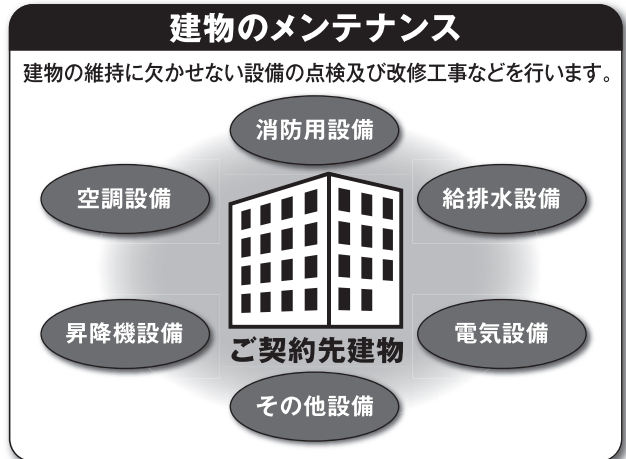 建物のメンテナンス
建物の維持に欠かせない設備の点検及び改修工事などを行います。
消防用設備
空調設備
給排水設備
昇降機設備
電気設備
ご契約先建物
その他設備